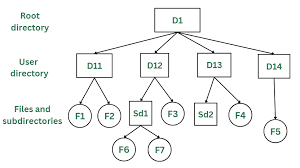 Root
directory
D1
User
directory
D11
D12
D13
D14
Files and
subdirectories
F1
F2
Sd1
F3
Sd2
F4
F5
F6
F7